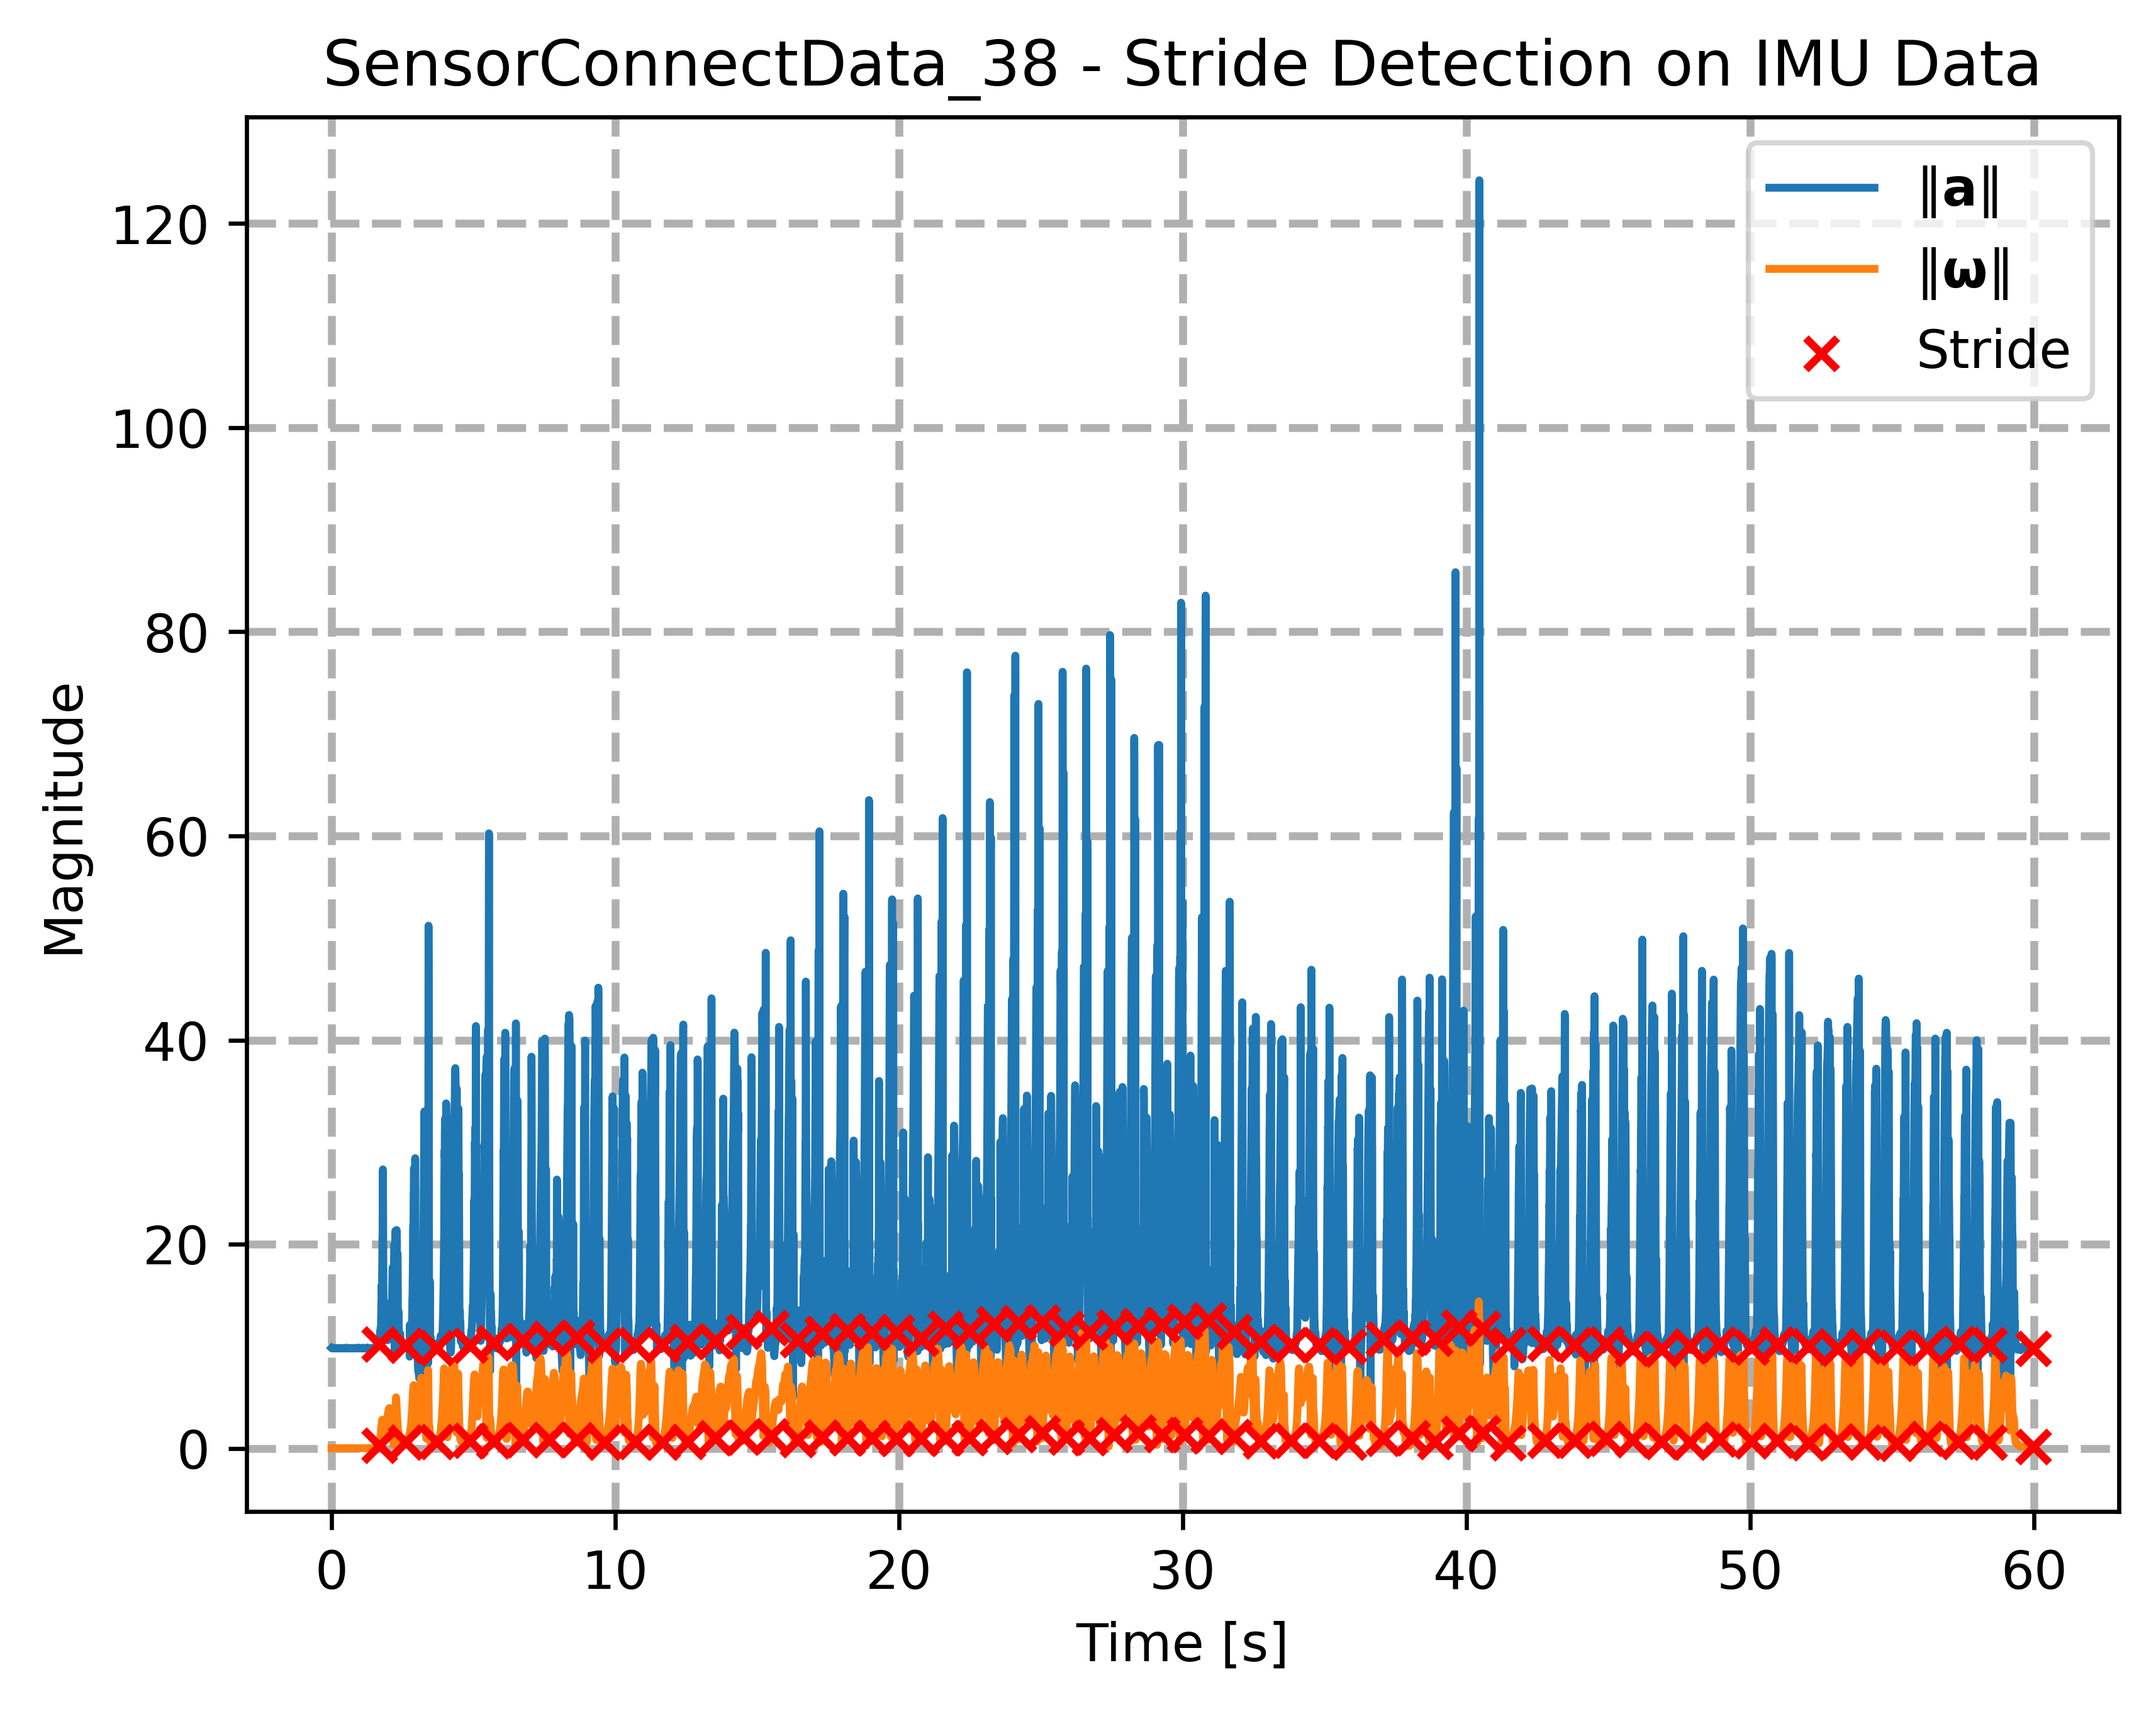 SensorConnectData_38 - Stride Detection on IMU Data
Magnitude
120
100
80
60
40
20
0
‖a‖
‖ω‖
Stride
0 10 20 30 40 50 60
Time [s]